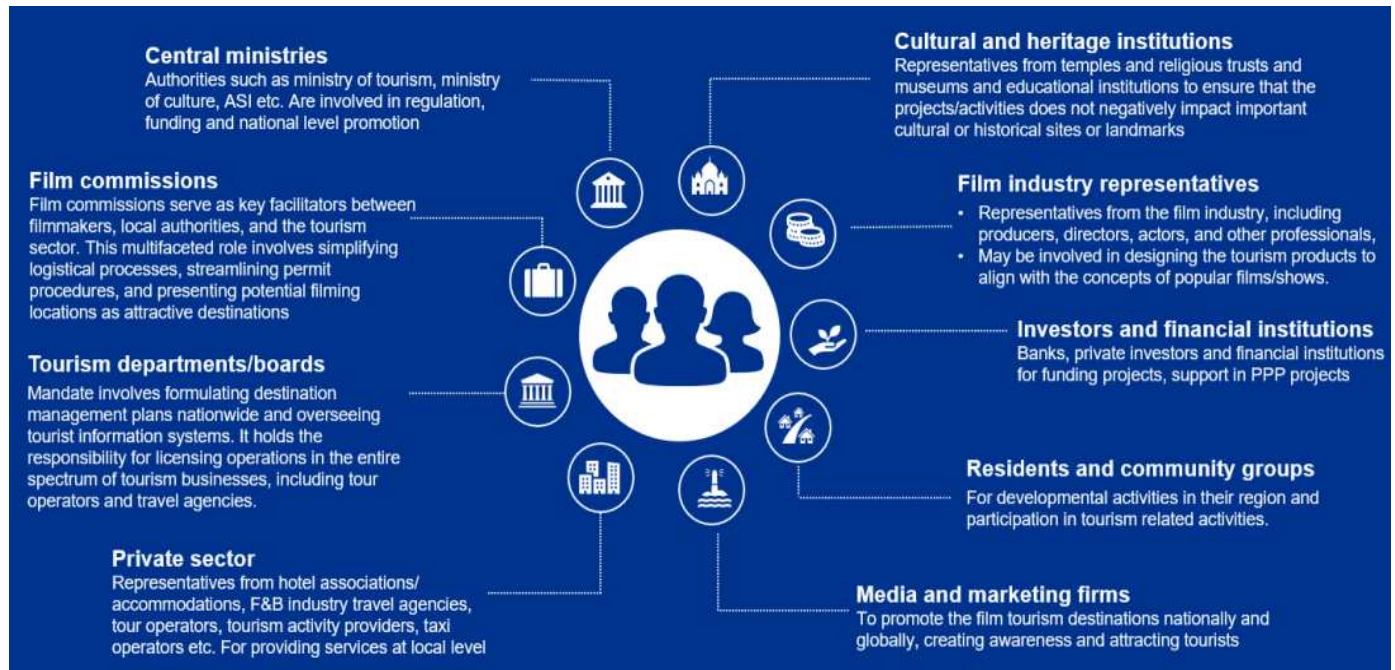 Central ministries
Authorities such as ministry of tourism, ministry
of culture, ASI etc. Are involved in regulation,
funding and national level promotion
Film commissions
Film commissions serve as key facilitators between
filmmakers, local authorities, and the tourism
sector. This multifaceted role involves simplifying
logistical processes, streamlining permit
procedures, and presenting potential filming
locations as attractive destinations
Tourism departments/boards
Mandate involves formulating destination
management plans nationwide and overseeing
tourist information systems. It holds the
responsibility for licensing operations in the entire
spectrum of tourism businesses, including tour
operators and travel agencies.
Private sector
Representatives from hotel associations/
accommodations, F&B industry travel agencies,
tour operators, tourism activity providers, taxi
operators etc. For providing services at local level
Cultural and heritage institutions
Representatives from temples and religious trusts and
museums and educational institutions to ensure that the
projects/activities does not negatively impact important
cultural or historical sites or landmarks
Film industry representatives
• Representatives from the film industry, including
producers, directors, actors, and other professionals,
• May be involved in designing the tourism products to
align with the concepts of popular films/shows.
Investors and financial institutions
Banks, private investors and financial institutions
for funding projects, support in PPP projects
Residents and community groups
For developmental activities in their region and
participation in tourism related activities.
Media and marketing firms
To promote the film tourism destinations nationally and
globally, creating awareness and attracting tourists